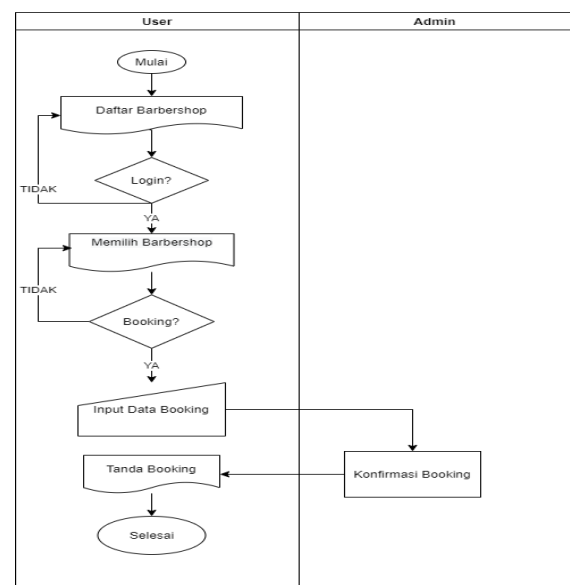 User
Admin
Mulai
Daftar Barbershop
Login?
TIDAK
YA
Memilih Barbershop
TIDAK
Booking?
YA
Input Data Booking
Tanda Booking
Konfirmasi Booking
Selesai